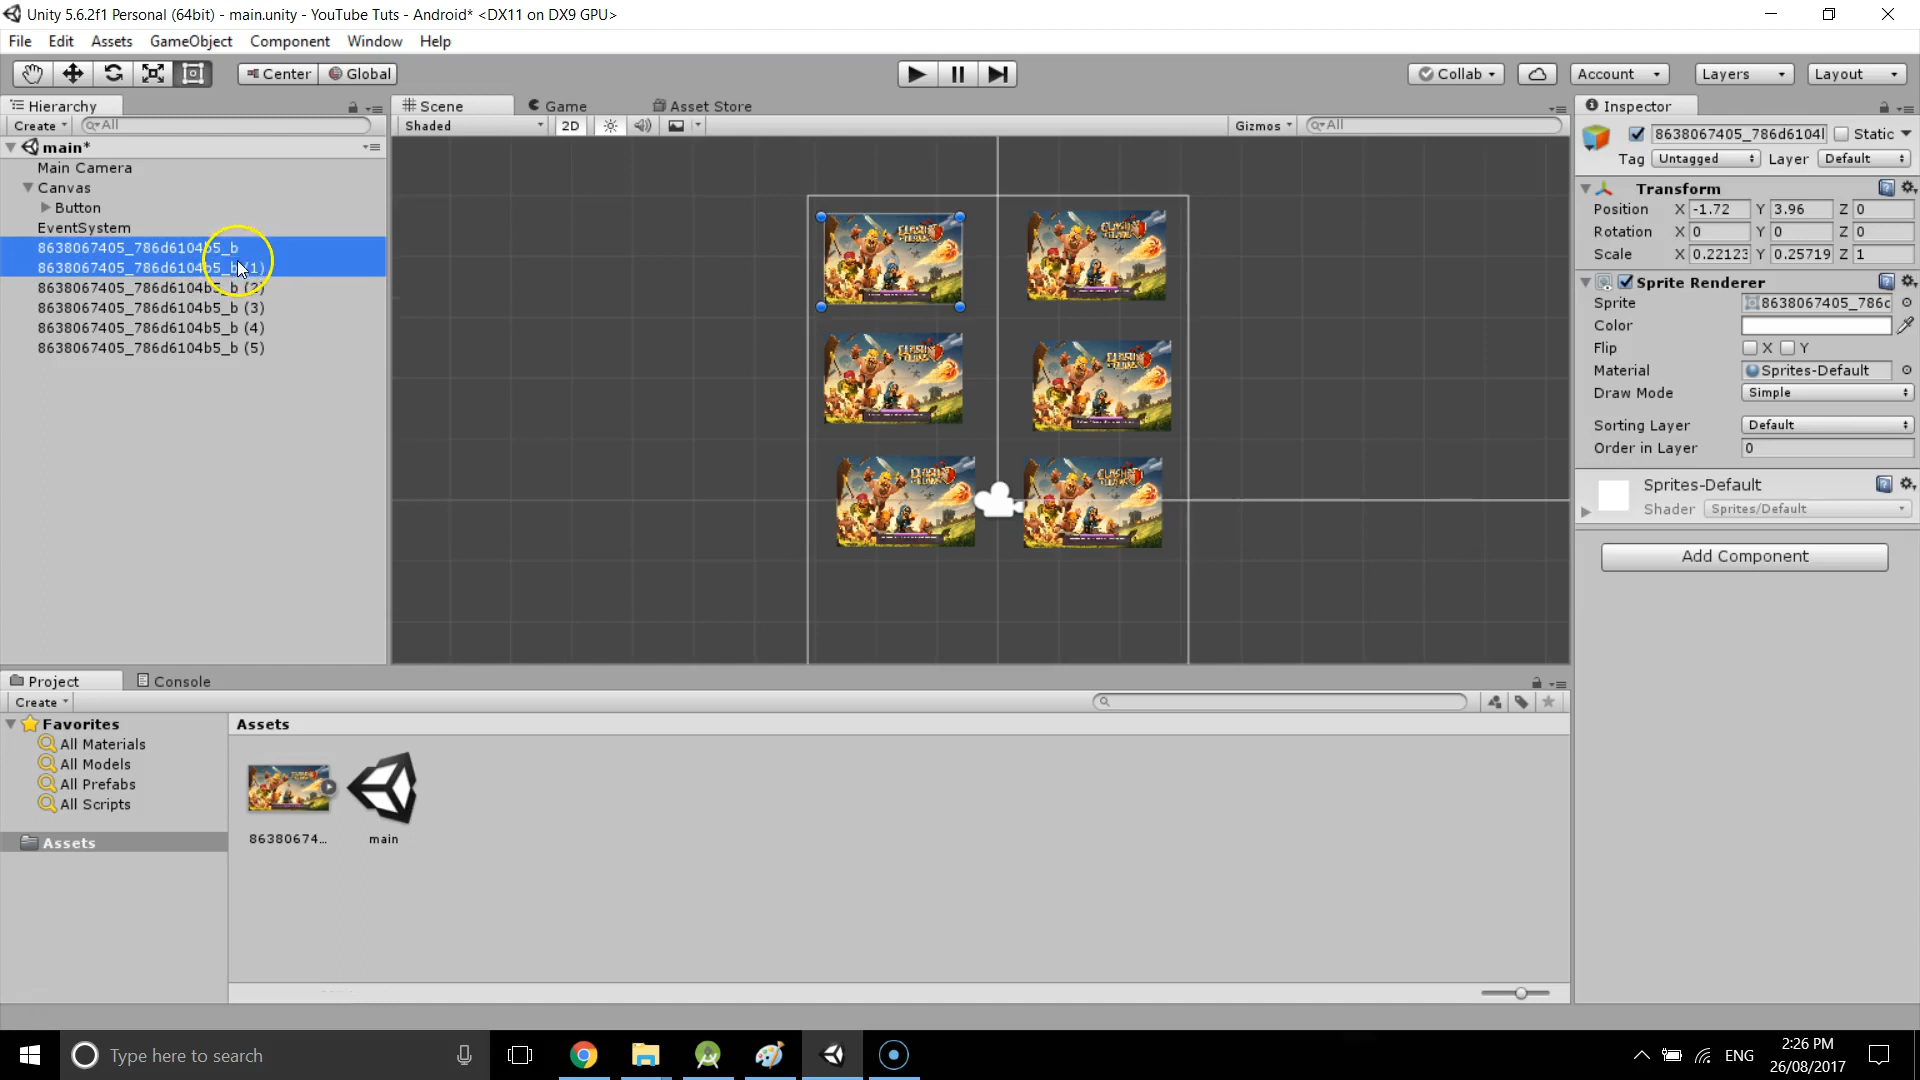 Unity 5.6.2f1 Personal (64bit) - main.unity - YouTube Tuts - Android* <DX11 on DX9 GPU>
File Edit Assets GameObject Component Window Help
Center Global Collab Account Layers Layout
Hierarchy Scene Game Asset Store Inspector
Create All Shaded 2D Gizmos All
main*
Main Camera
Canvas
Button
EventSystem
8638067405_786d6104b5_b
8638067405_786d6104b5_b (1)
8638067405_786d6104b5_b (2)
8638067405_786d6104b5_b (3)
8638067405_786d6104b5_b (4)
8638067405_786d6104b5_b (5)
8638067405_786d6104l Static
Tag Untagged Layer Default
Transform
Position X -1.72 Y 3.96 Z 0
Rotation X 0 Y 0 Z 0
Scale X 0.22123 Y 0.25719 Z 1
Sprite Renderer
Sprite 8638067405_786c
Color
Flip X Y
Material Sprites-Default
Draw Mode Simple
Sorting Layer Default
Order in Layer 0
Sprites-Default
Shader Sprites/Default
Add Component
Project Console
Create
Favorites
All Materials
All Models
All Prefabs
All Scripts
Assets
Assets
86380674... main
Type here to search
ENG
2:26 PM
26/08/2017